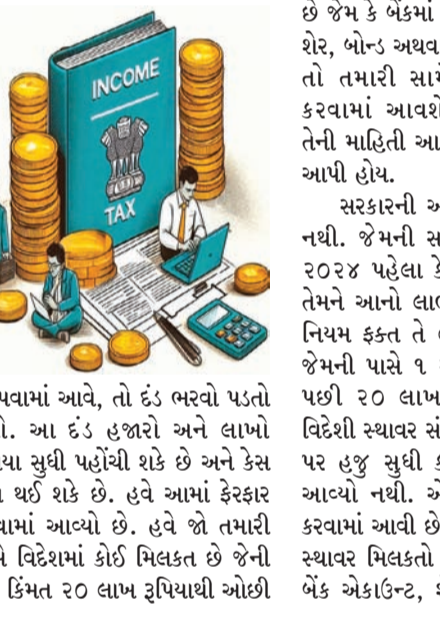 INCOME
TAX
પવામાં આવે, તો દંડ ભરવો પડતો
આ દંડ હજારો અને લાખો
સુધી પહોંચી શકે છે અને કેસ
થઈ શકે છે. હવે આમાં ફેરફાર
વામાં આવ્યો છે. હવે જો તમારી
વિદેશમાં કોઈ મિલકત છે જેની
કિંમત ૨૦ લાખ રૂપિયાથી ઓછી
છે જેમ કે બેંકમાં
શેર, બોન્ડ અથવ
તો તમારી સામે
કરવામાં આવશે
તેની માહિતી આ
આપી હોય.
સરકારની અ
નથી. જેમની સ
૨૦૨૪ પહેલા કે
તેમને આનો લાભ
નિયમ ફક્ત તે
જેમની પાસે ૧
પછી ૨૦ લાખ
વિદેશી સ્થાવર સં
પર હજુ સુધી ક
આવ્યો નથી. એ
કરવામાં આવી છે
સ્થાવર મિલકતો
બેંક એકાઉન્ટ,